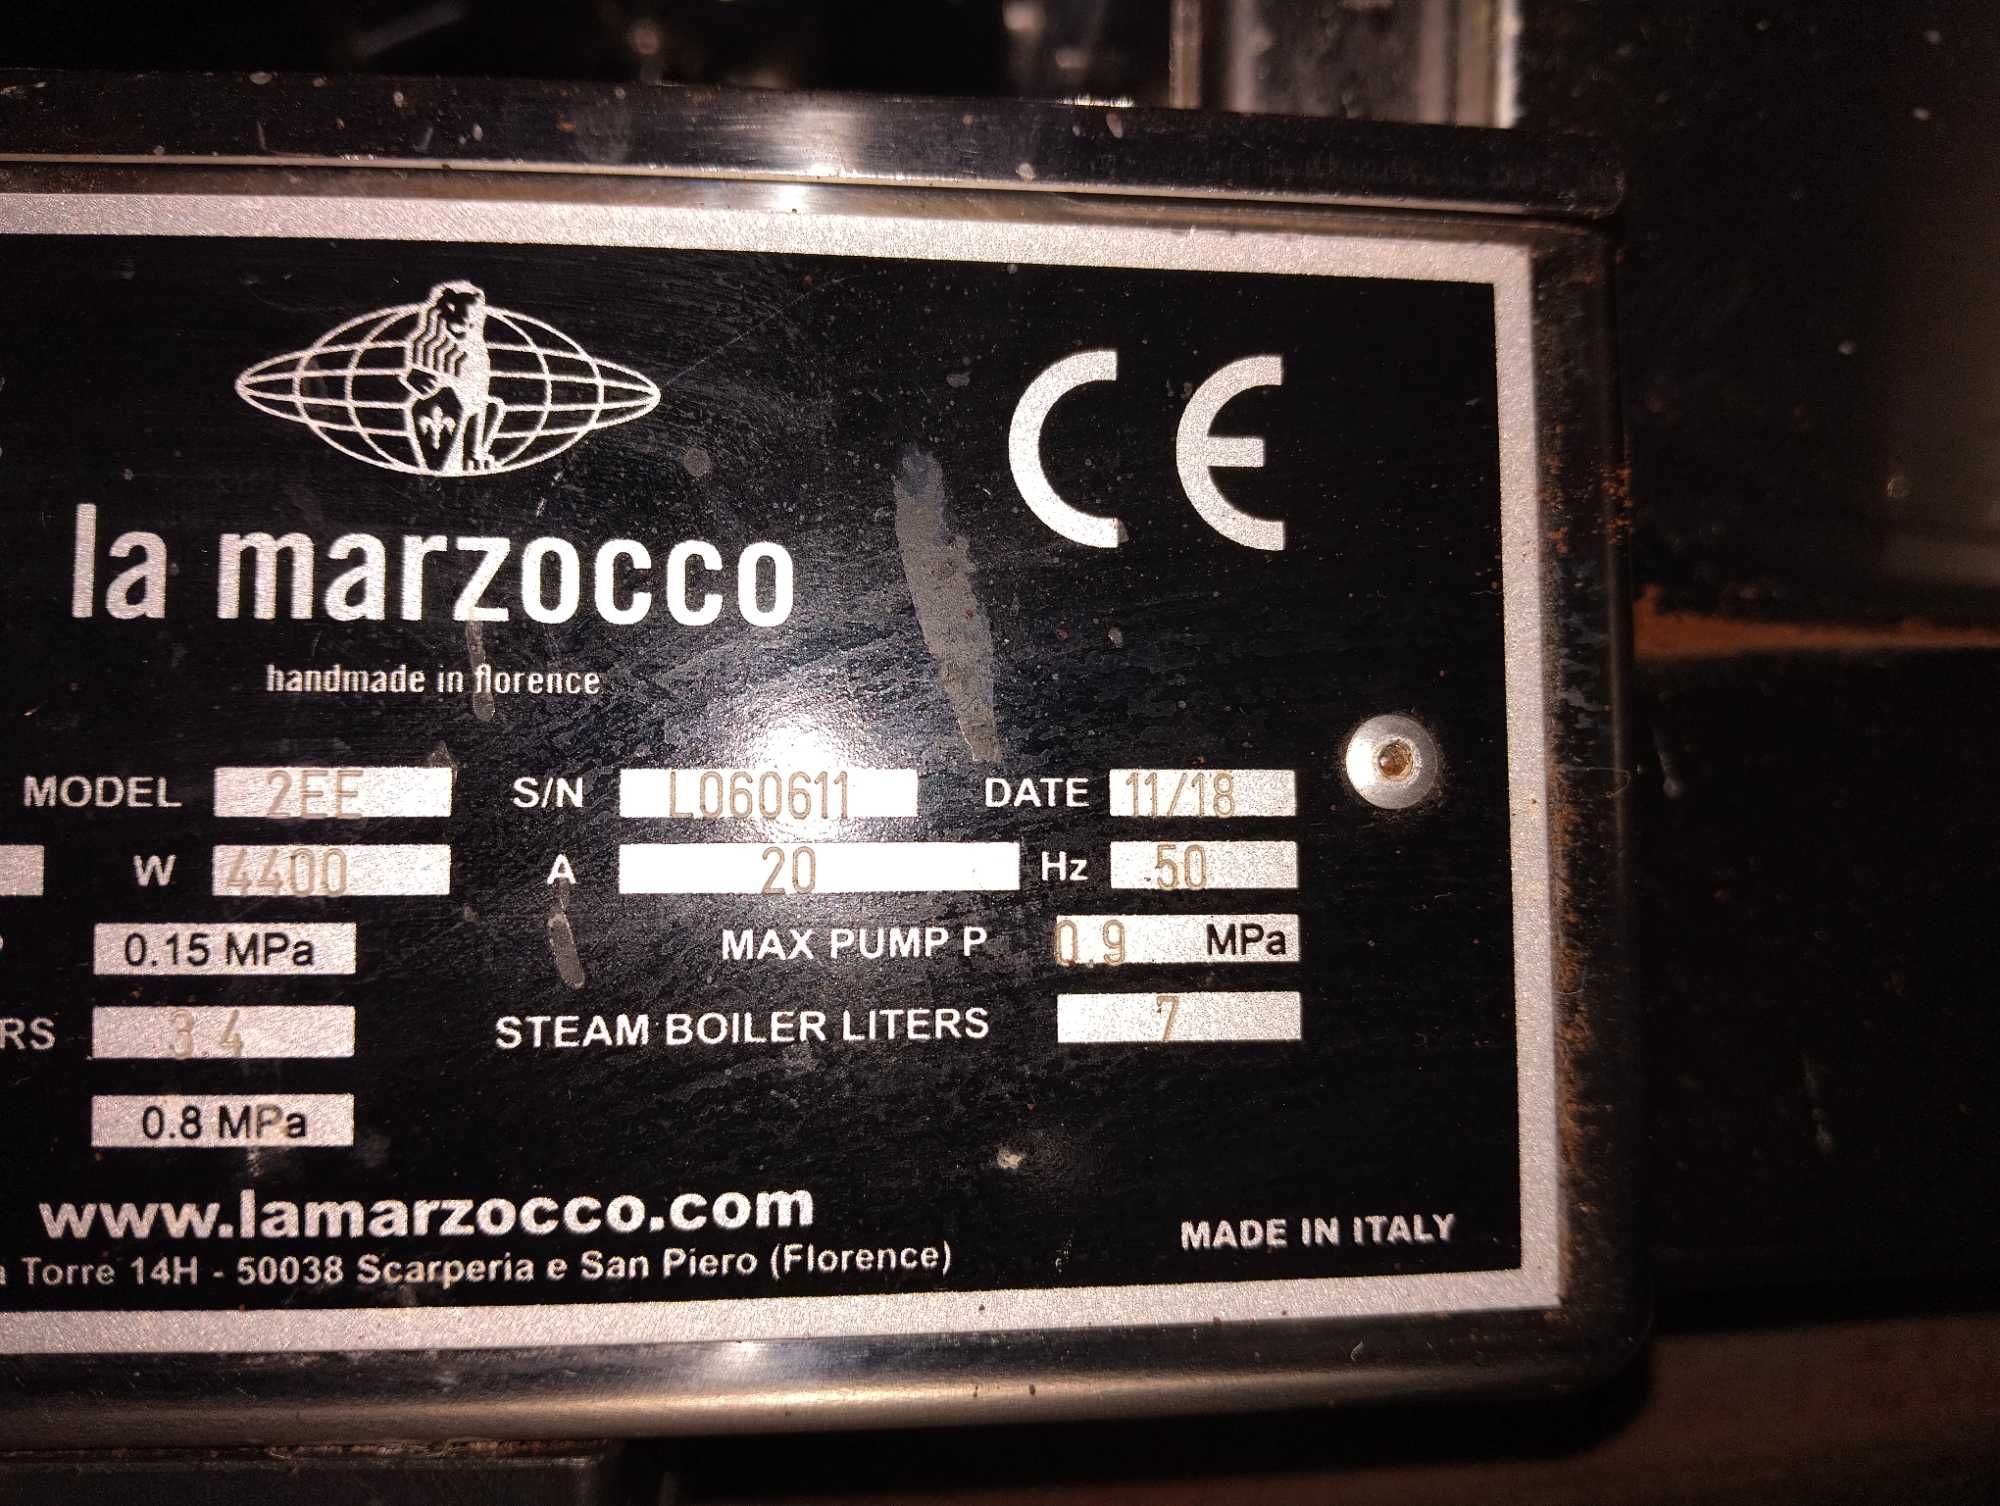 CE
la marzocco
handmade in florence
MODEL 2EE S/N L060611 DATE 11/18
W 4400 A 20 Hz 50
0.15 MPa MAX PUMP P 0.9 MPa
RS 3.4 STEAM BOILER LITERS 7
0.8 MPa
www.lamarzocco.com
Torre 14H - 50038 Scarperia e San Piero (Florence)
MADE IN ITALY